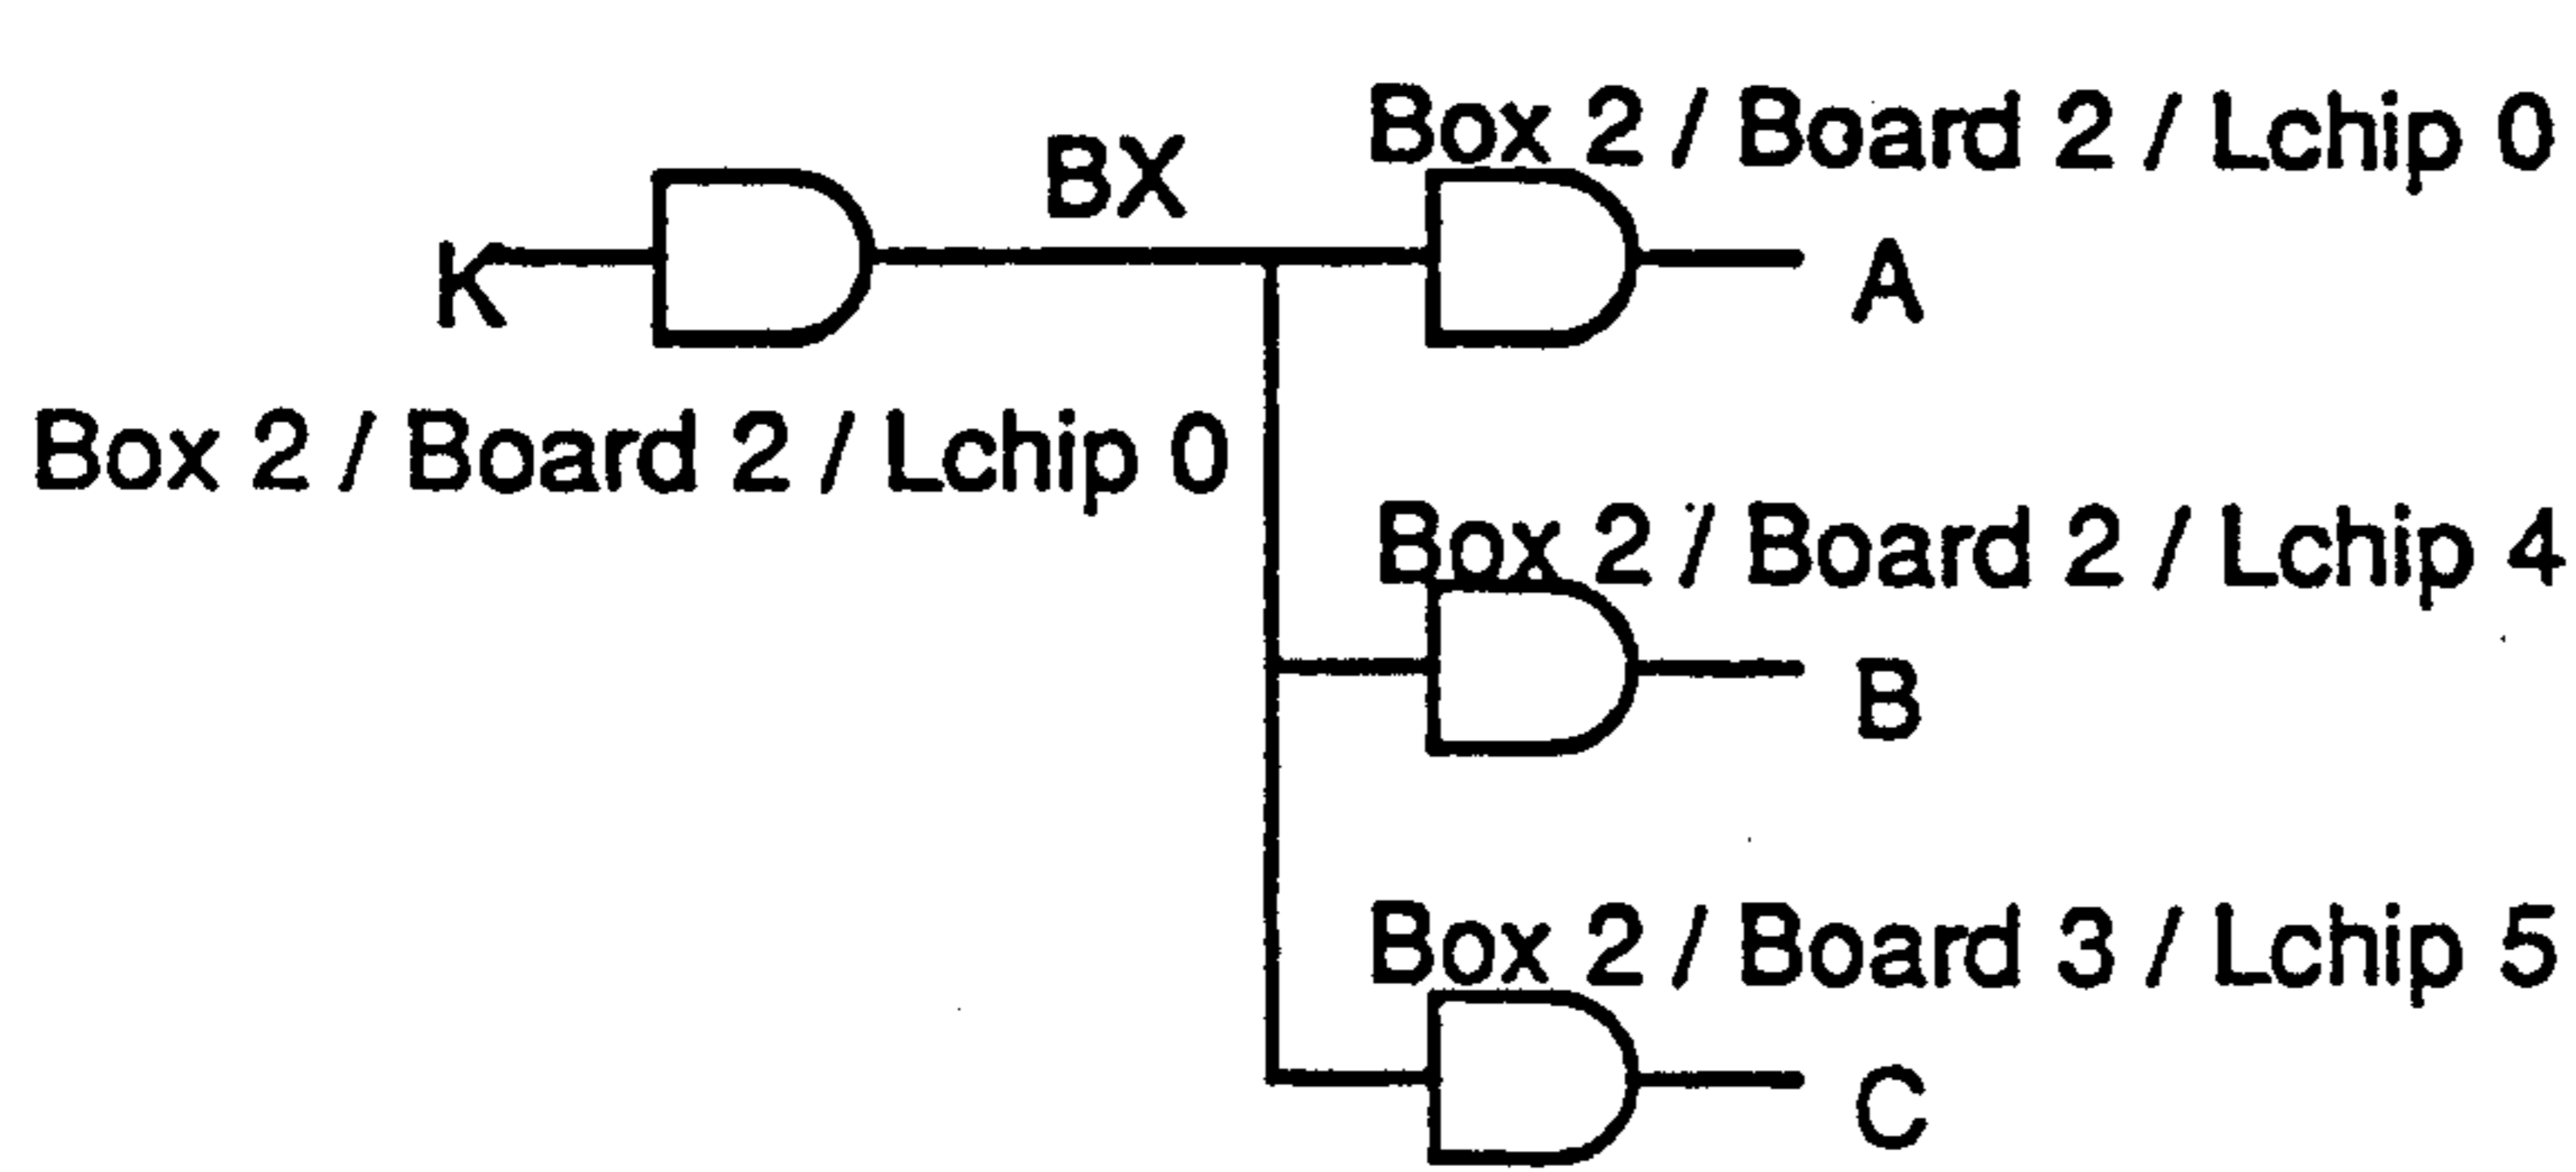 Box 2 / Board 2 / Lchip 0
BX
K
A
Box 2 / Board 2 / Lchip 0
Box 2 / Board 2 / Lchip 4
B
Box 2 / Board 3 / Lchip 5
C